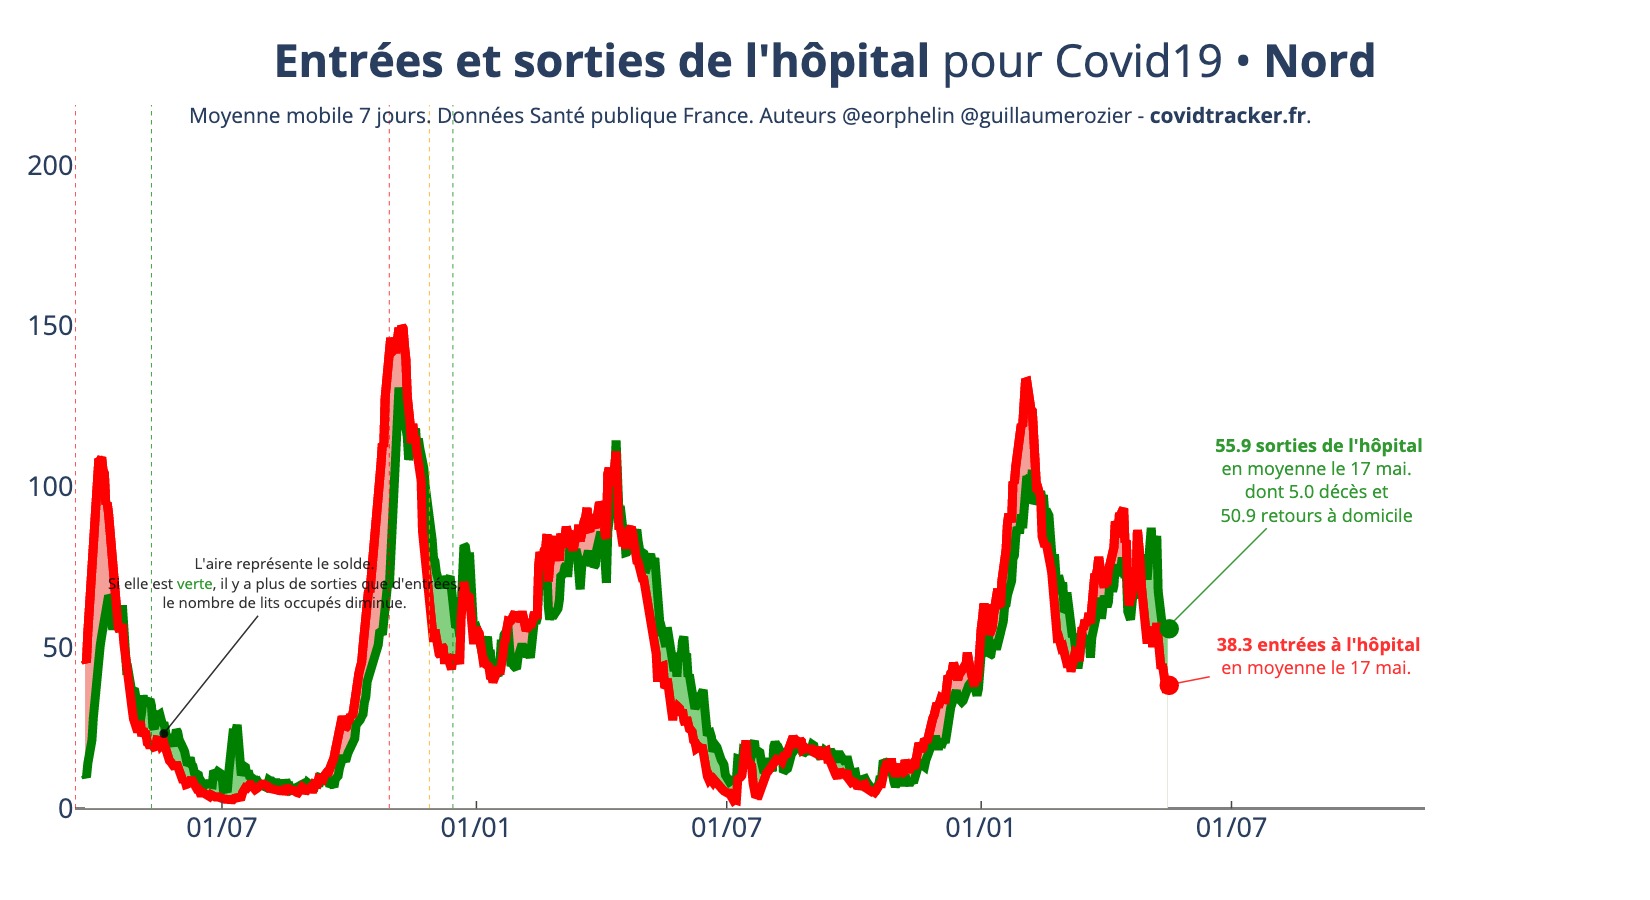 Entrées et sorties de l'hôpital pour Covid19 • Nord
Moyenne mobile 7 jours. Données Santé publique France. Auteurs @eorphelin @guillaumerozier - covidtracker.fr.
200
150
100
50
0
L'aire représente le solde.
Si elle est verte, il y a plus de sorties que d'entrées,
le nombre de lits occupés diminue.
55.9 sorties de l'hôpital
en moyenne le 17 mai.
dont 5.0 décès et
50.9 retours à domicile
38.3 entrées à l'hôpital
en moyenne le 17 mai.
01/07
01/01
01/07
01/01
01/07